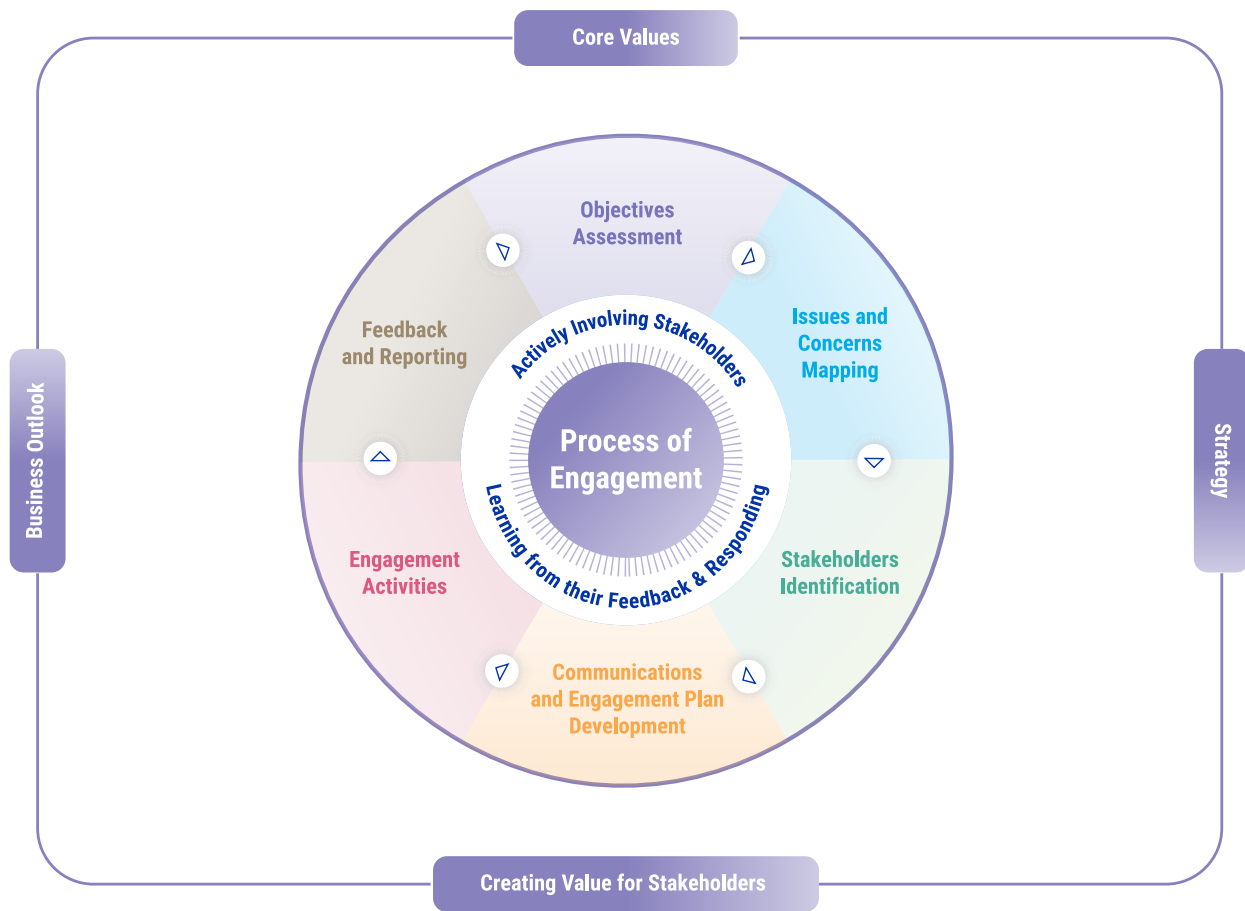 Core Values
Objectives
Assessment
Issues and
Concerns
Mapping
Stakeholders
Identification
Communications
and Engagement Plan
Development
Engagement
Activities
Feedback
and Reporting
Actively Involving Stakeholders
Process of
Engagement
Learning from their Feedback & Responding
Business Outlook
Strategy
Creating Value for Stakeholders